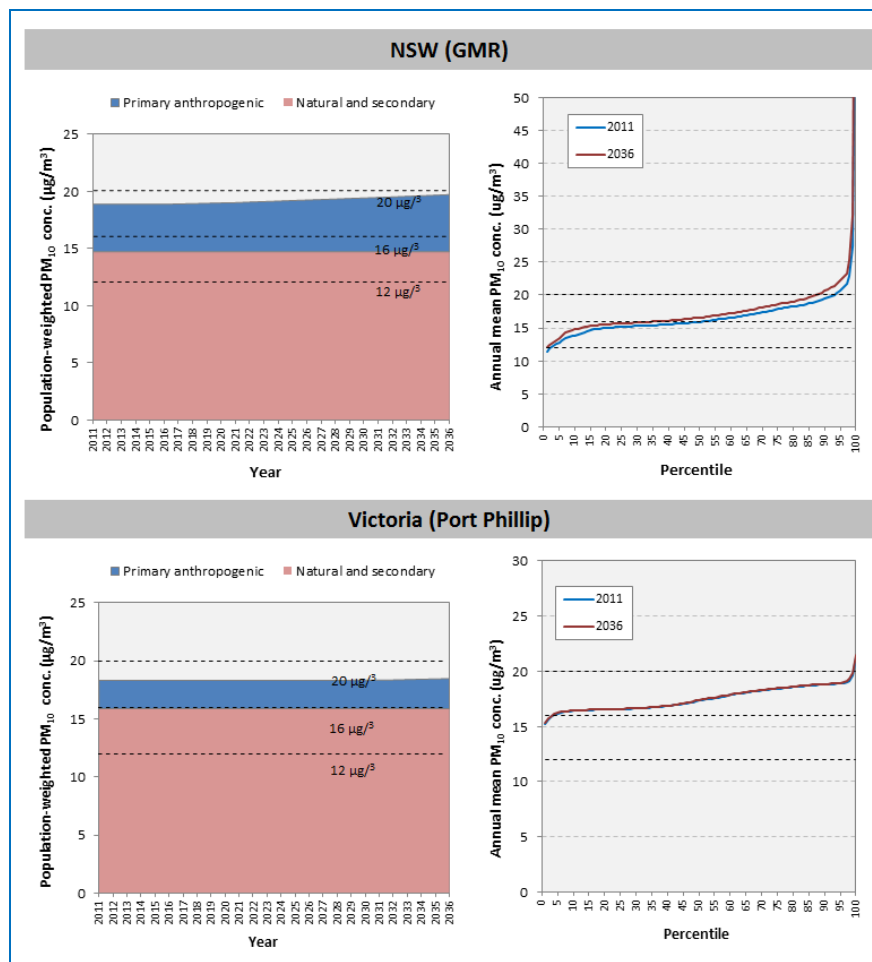 NSW (GMR)
Primary anthropogenic
Natural and secondary
Population-weighted PM₁₀ conc. (µg/m³)
25
20
15
10
5
0
20 µg/³
16 µg/³
12 µg/³
2011 2012 2013 2014 2015 2016 2017 2018 2019 2020 2021 2022 2023 2024 2025 2026 2027 2028 2029 2030 2031 2032 2033 2034 2035 2036
Year
Annual mean PM₁₀ conc. (ug/m³)
50
45
40
35
30
25
20
15
10
5
0
2011
2036
0 5 10 15 20 25 30 35 40 45 50 55 60 65 70 75 80 85 90 95 100
Percentile
Victoria (Port Phillip)
Primary anthropogenic
Natural and secondary
Population-weighted PM₁₀ conc. (µg/m³)
25
20
15
10
5
0
20 µg/³
16 µg/³
12 µg/³
2011 2012 2013 2014 2015 2016 2017 2018 2019 2020 2021 2022 2023 2024 2025 2026 2027 2028 2029 2030 2031 2032 2033 2034 2035 2036
Year
Annual mean PM₁₀ conc. (ug/m³)
30
25
20
15
10
5
0
2011
2036
0 5 10 15 20 25 30 35 40 45 50 55 60 65 70 75 80 85 90 95 100
Percentile